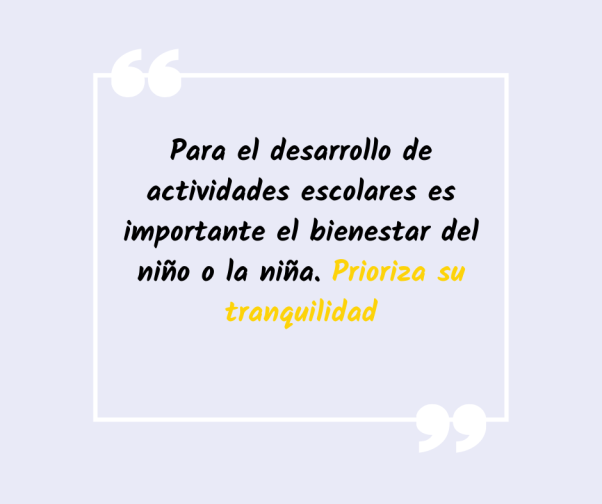 Para el desarrollo de
actividades escolares es
importante el bienestar del
niño o la niña. Prioriza su
tranquilidad